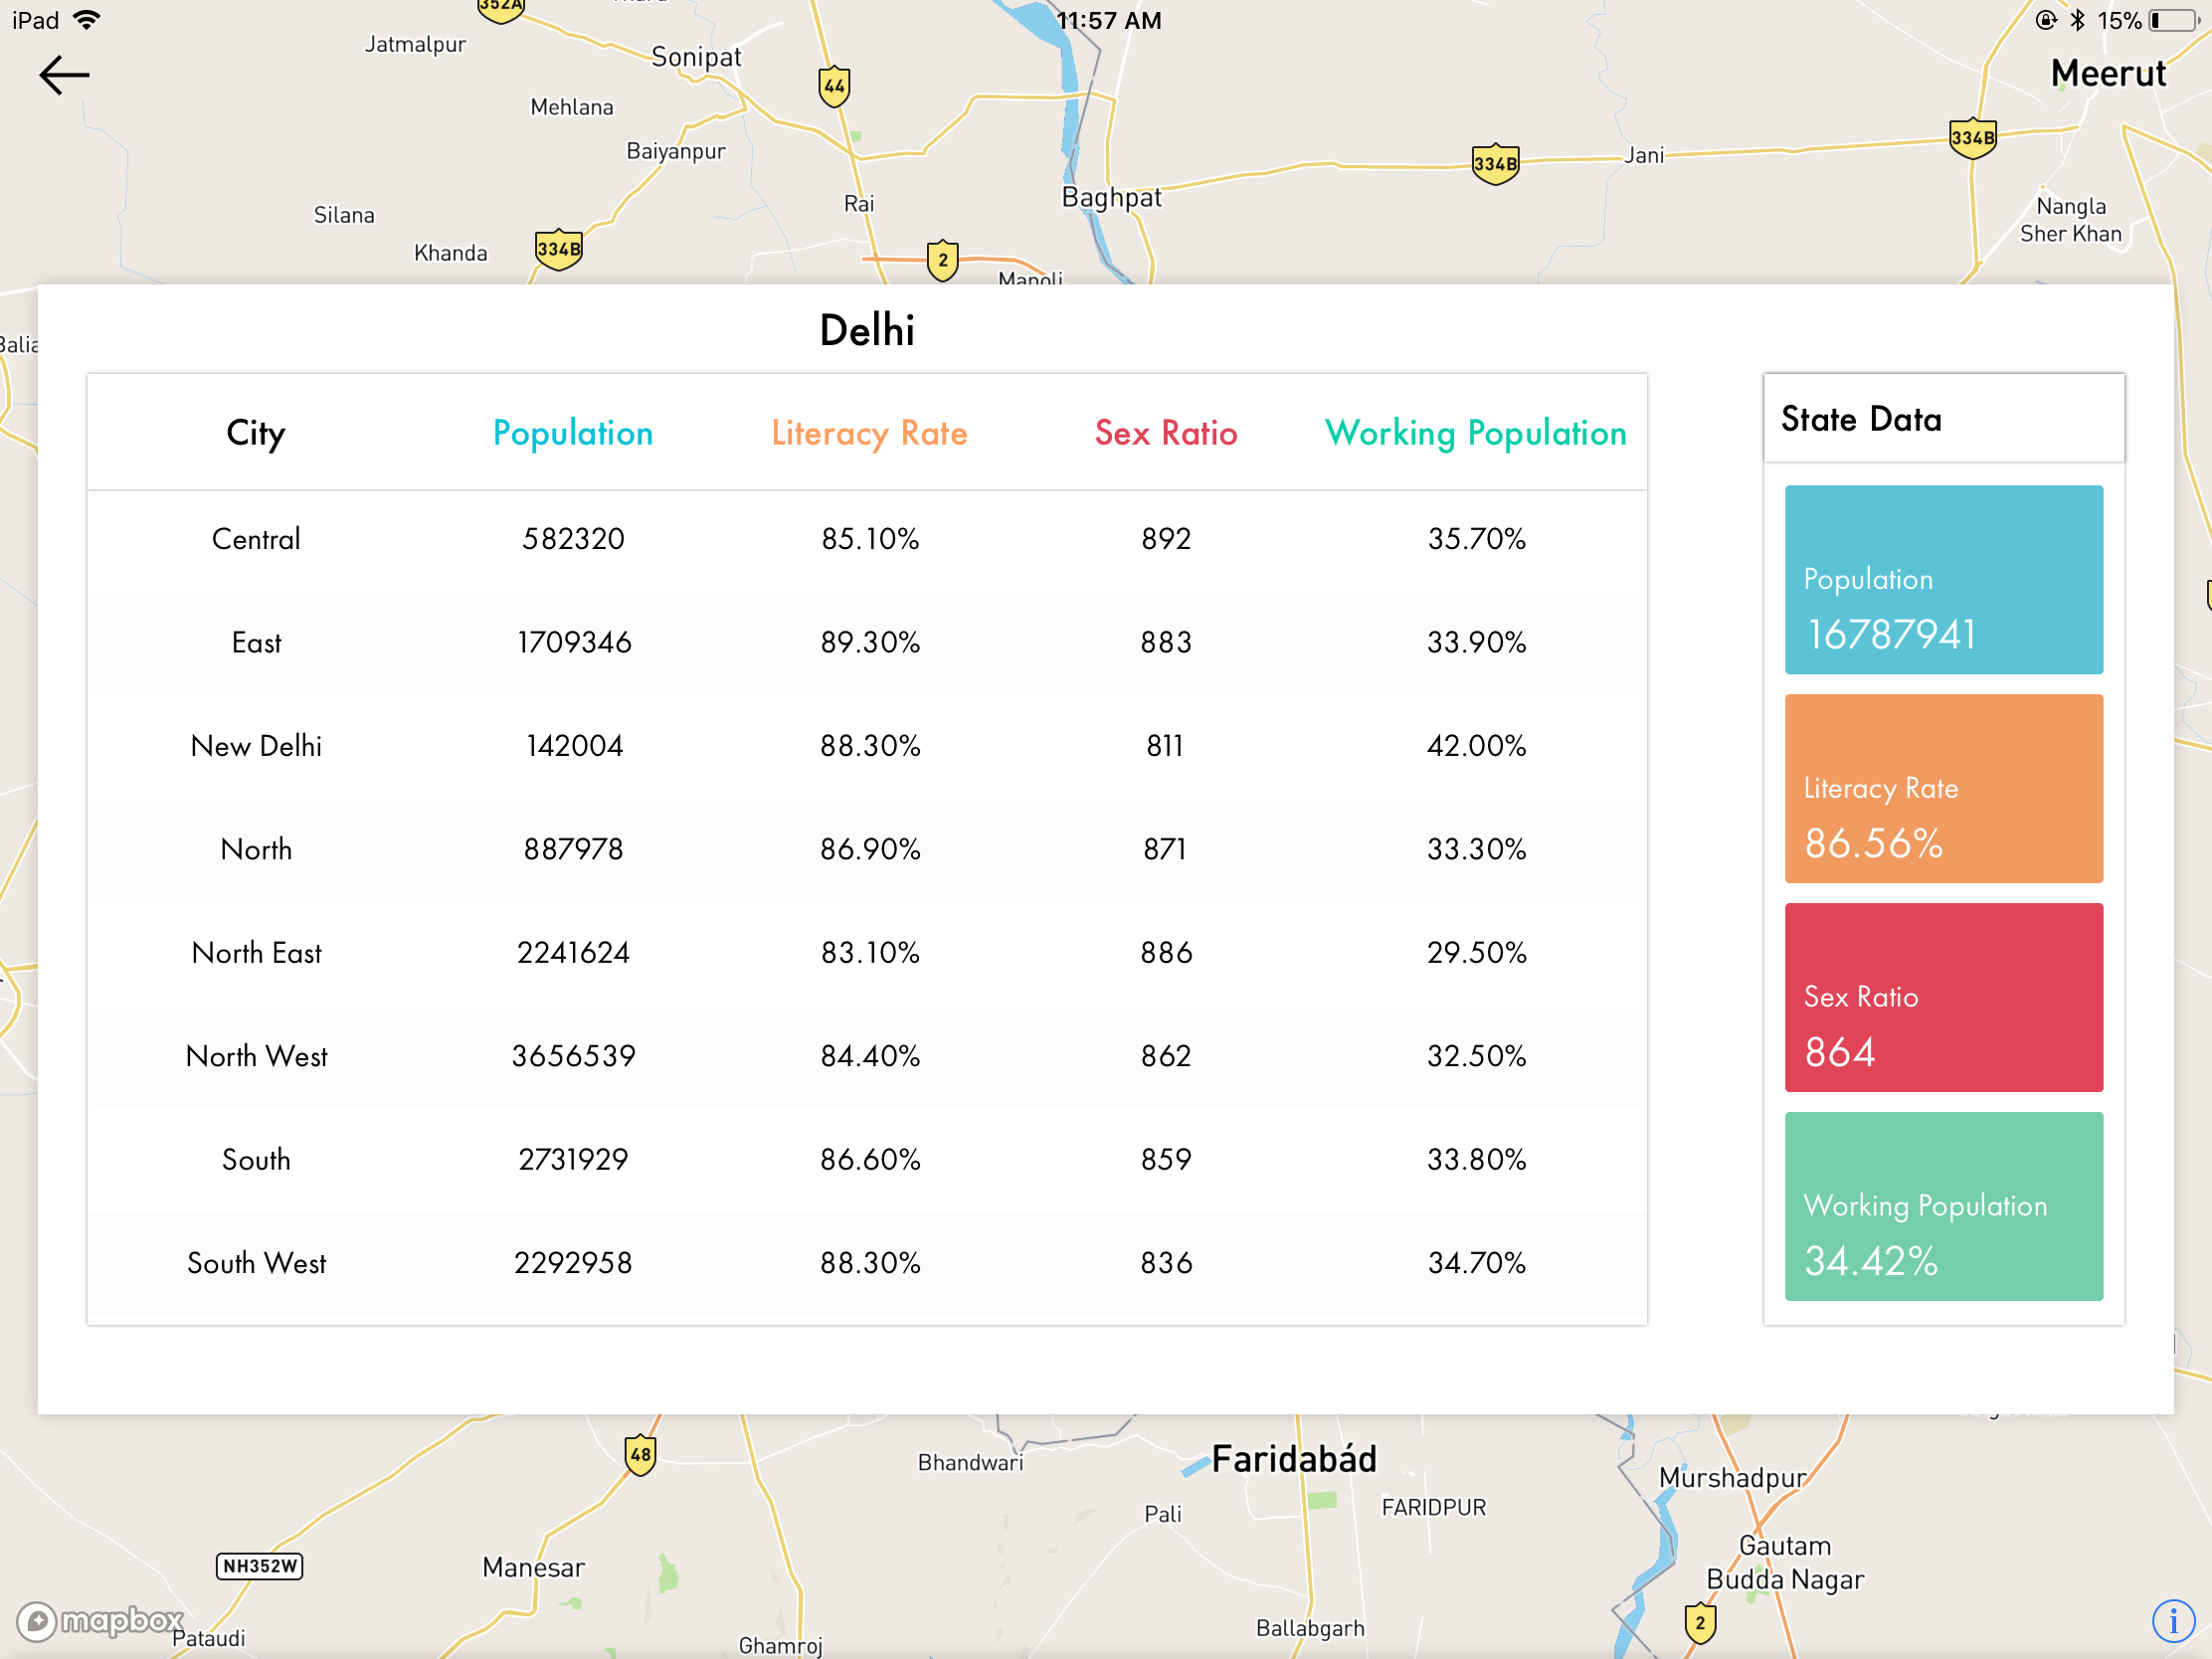 iPad 11:57 AM 15%
352A
Jatmalpur
Sonipat
Meerut
44
Mehlana
334B
Baiyanpur
334B
Jani
Baghpat
Rai
Silana
Nangla
Sher Khan
Khanda
334B
2
Manoli
Delhi
City Population Literacy Rate Sex Ratio Working Population
Central 582320 85.10% 892 35.70%
East 1709346 89.30% 883 33.90%
New Delhi 142004 88.30% 811 42.00%
North 887978 86.90% 871 33.30%
North East 2241624 83.10% 886 29.50%
North West 3656539 84.40% 862 32.50%
South 2731929 86.60% 859 33.80%
South West 2292958 88.30% 836 34.70%
State Data
Population
16787941
Literacy Rate
86.56%
Sex Ratio
864
Working Population
34.42%
48
Bhandwari
Faridabád
Murshadpur
Pali
FARIDPUR
Gautam
Budda Nagar
NH352W
Manesar
mapbox
Pataudi
Ghamroj
Ballabgarh
2
i